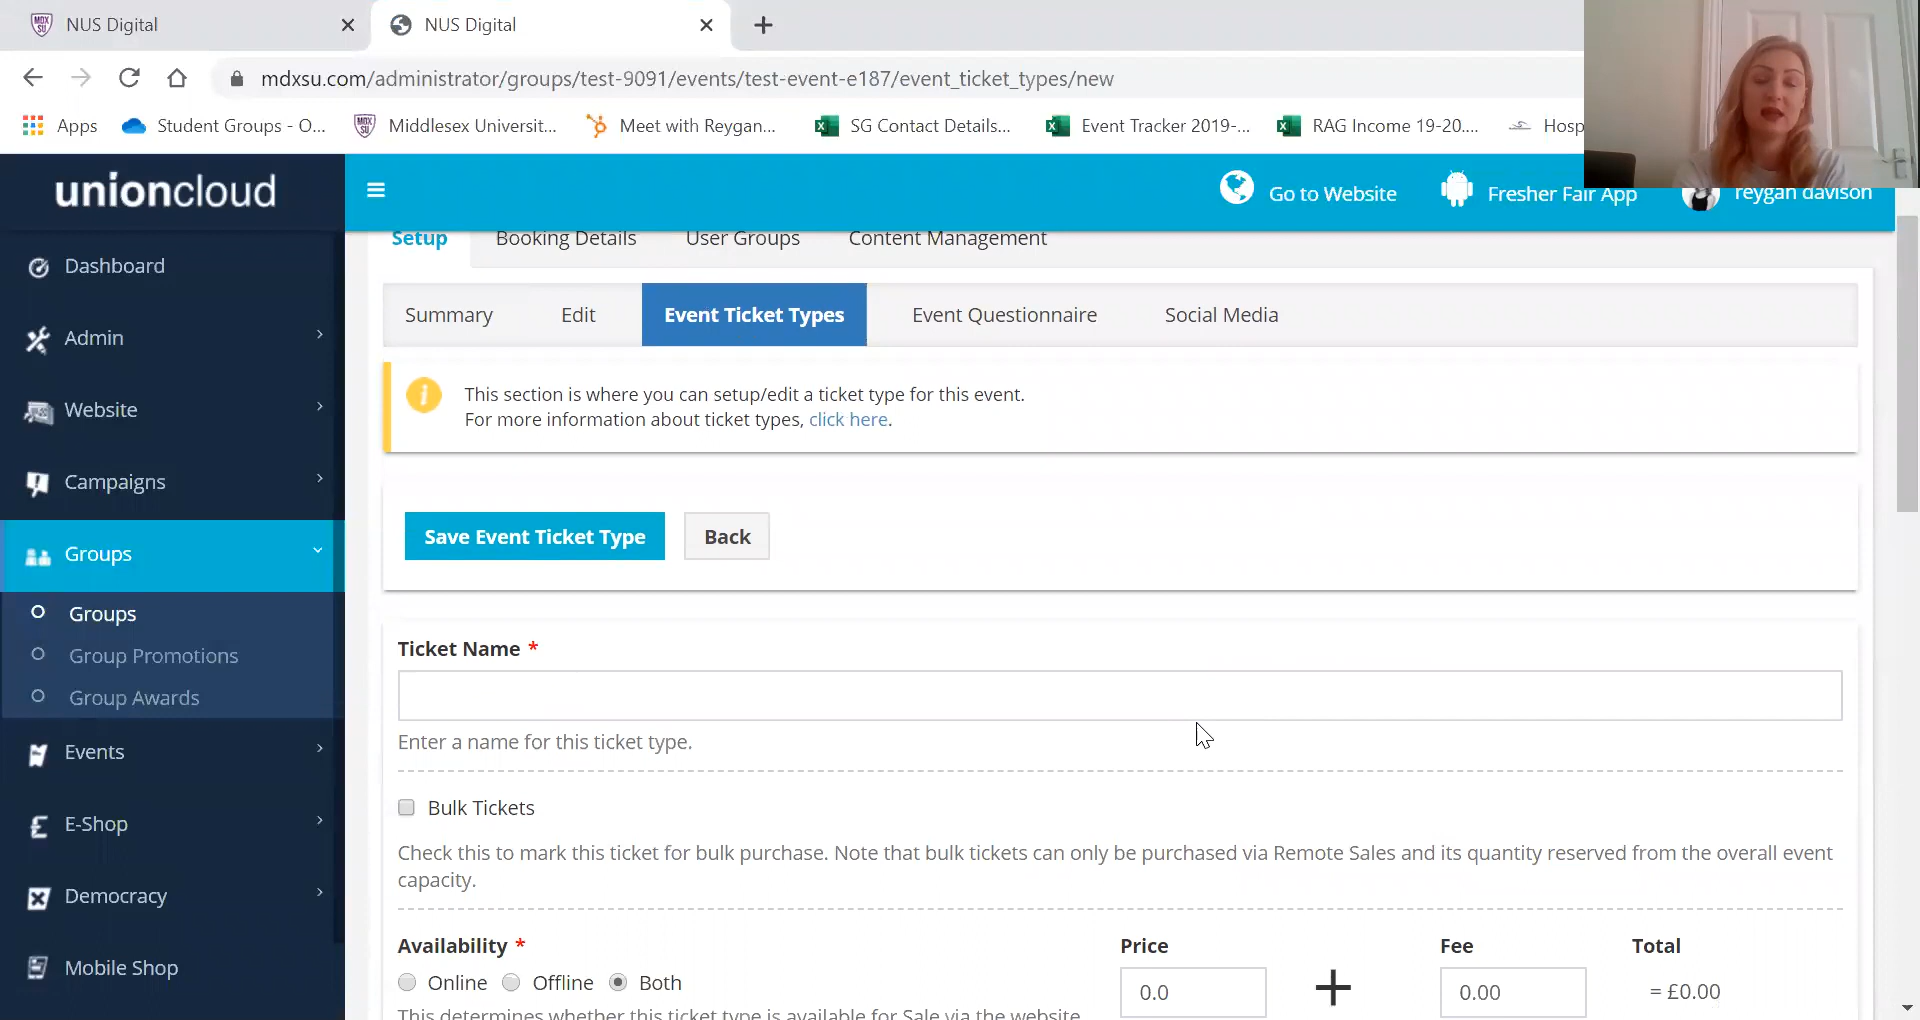 NUS Digital
NUS Digital
mdxsu.com/administrator/groups/test-9091/events/test-event-e187/event_ticket_types/new
Apps
Student Groups - O...
MDX SU
Middlesex Universit...
Meet with Reygan...
SG Contact Details...
Event Tracker 2019-...
RAG Income 19-20....
Hosp
unioncloud
Go to Website
Fresher Fair App
reygan davison
Dashboard
Admin
Website
Campaigns
Groups
Groups
Group Promotions
Group Awards
Events
E-Shop
Democracy
Mobile Shop
Setup
Booking Details
User Groups
Content Management
Summary
Edit
Event Ticket Types
Event Questionnaire
Social Media
This section is where you can setup/edit a ticket type for this event.
For more information about ticket types, click here.
Save Event Ticket Type
Back
Ticket Name *
Enter a name for this ticket type.
Bulk Tickets
Check this to mark this ticket for bulk purchase. Note that bulk tickets can only be purchased via Remote Sales and its quantity reserved from the overall event
capacity.
Availability *
Price
Fee
Total
Online
Offline
Both
0.0
+
0.00
= £0.00
This determines whether this ticket type is available for Sale via the website